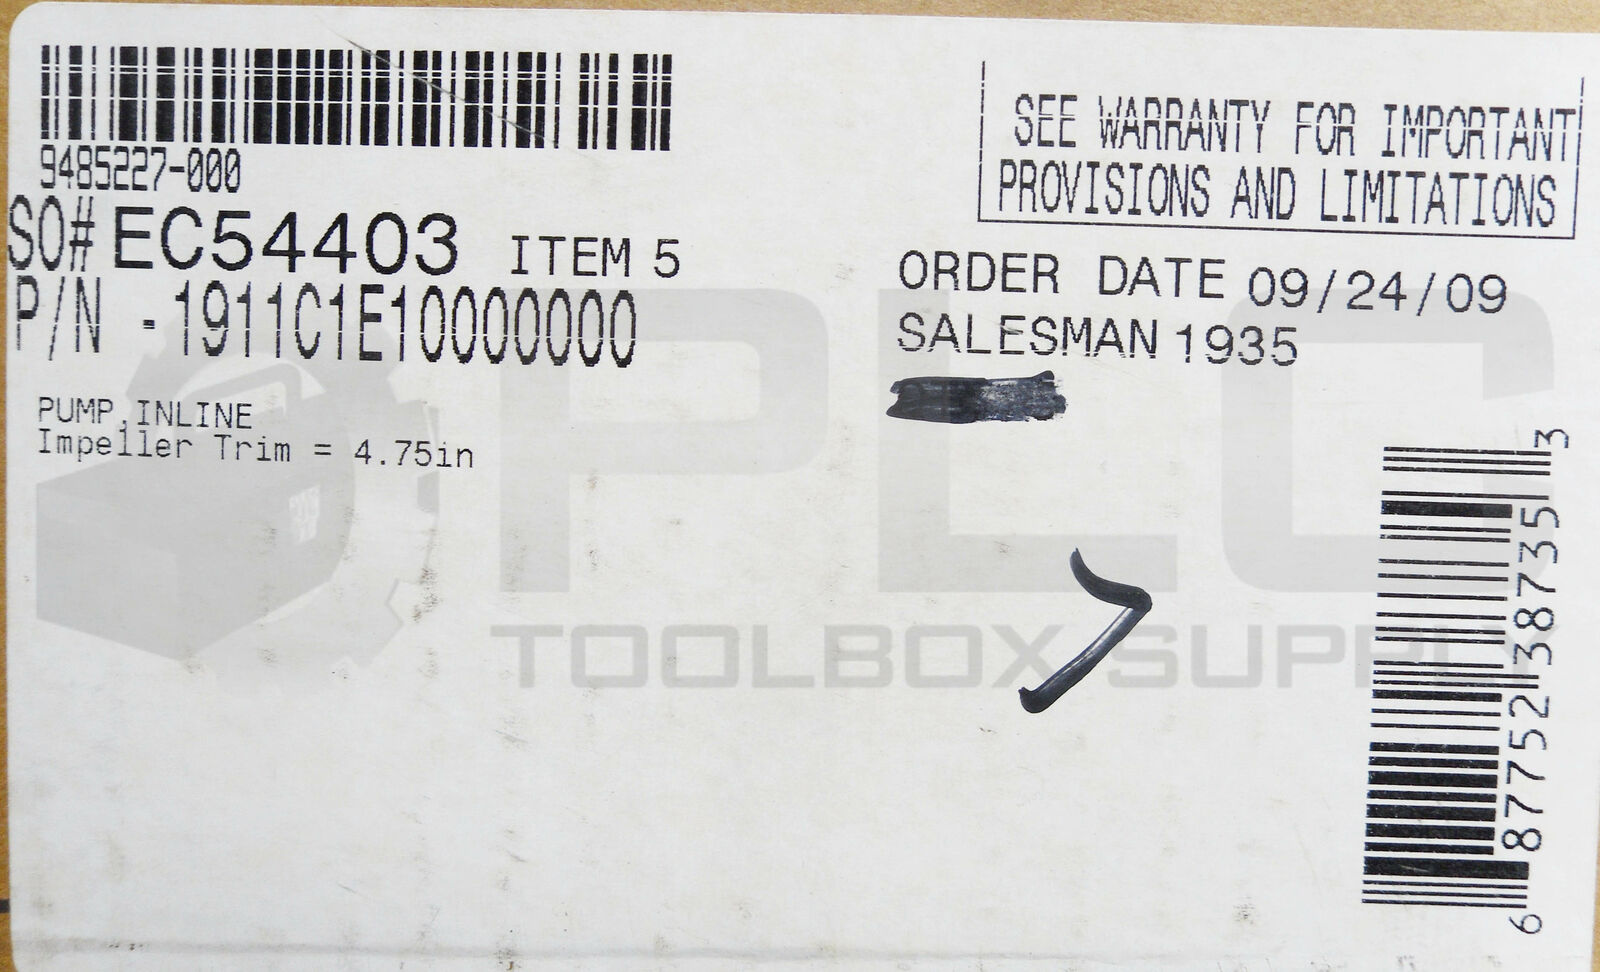 9485227-000
SO# EC54403 ITEM 5
P/N - 1911C1E10000000
PUMP,INLINE
Impeller Trim = 4.75in
SEE WARRANTY FOR IMPORTANT
PROVISIONS AND LIMITATIONS
ORDER DATE 09/24/09
SALESMAN 1935
PLC
TOOLBOX SUPPLY
6 87752 38735 3